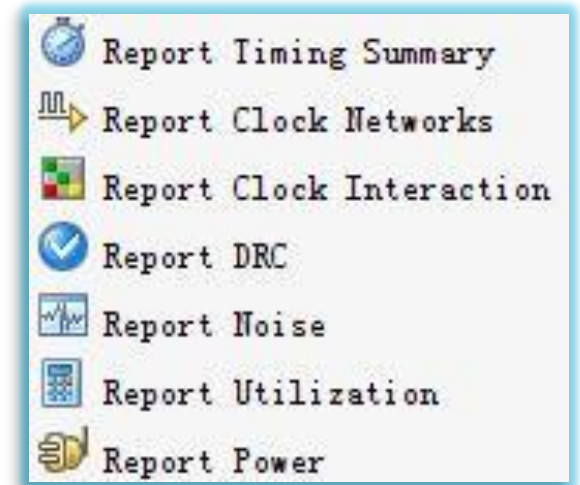 Report Timing Summary
Report Clock Networks
Report Clock Interaction
Report DRC
Report Noise
Report Utilization
Report Power